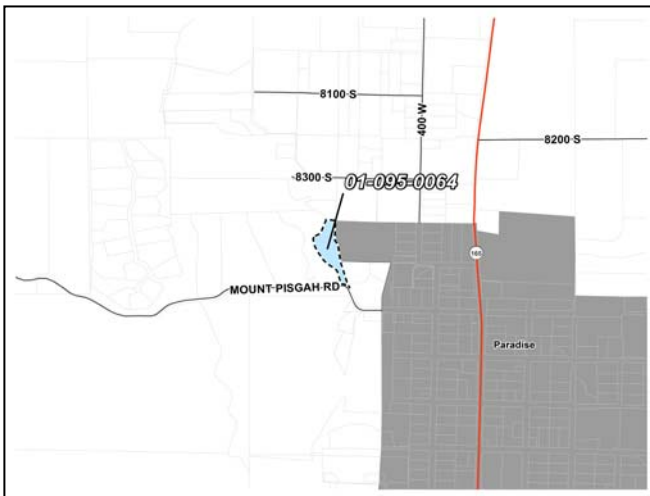 8100 S
400 W
8200 S
8300 S
01-095-0064
165
MOUNT PISGAH RD
Paradise